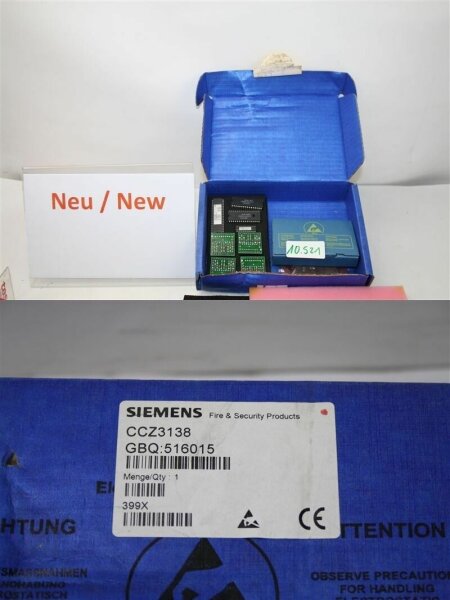 Neu / New
10.521
SIEMENS Fire & Security Products
CCZ3138
GBQ:516015
Menge/Qty : 1
399X
CE
ATTENTION
OBSERVE PRECAUTIONS
FOR HANDLING